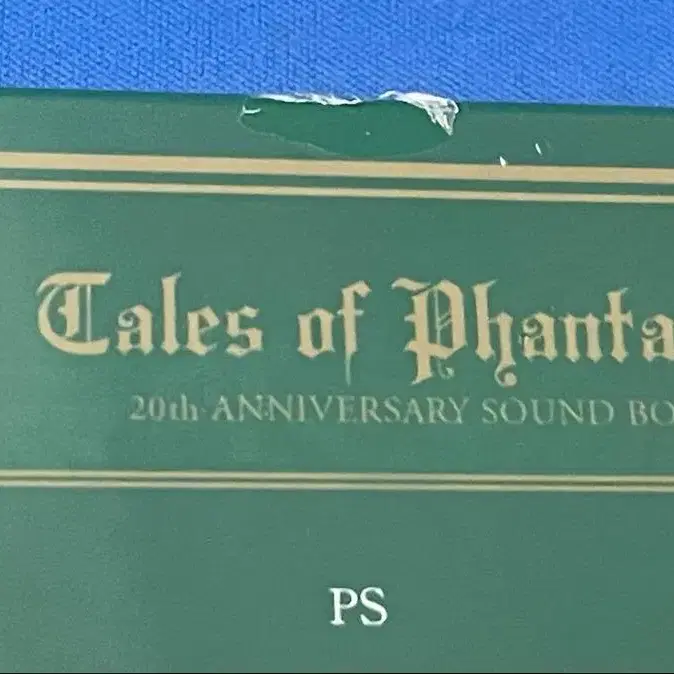 Tales of Phanta
20th ANNIVERSARY SOUND BO
PS